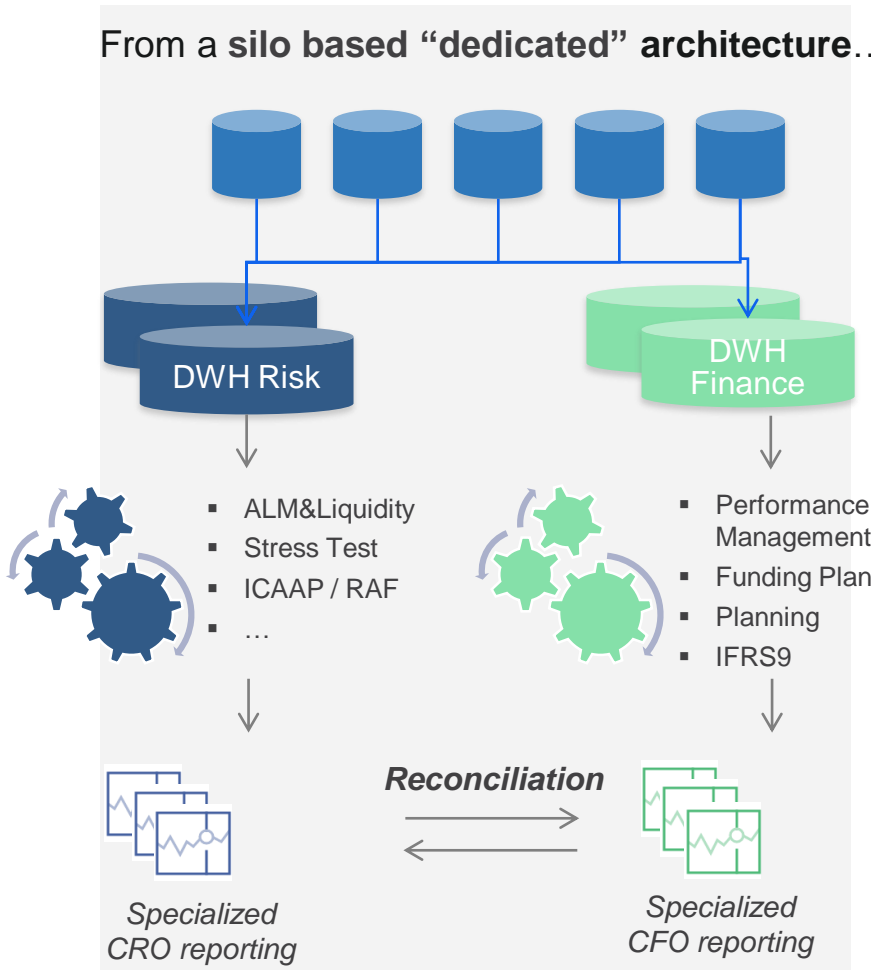 From a silo based “dedicated” architecture…
DWH Risk
DWH
Finance
▪ ALM&Liquidity
▪ Stress Test
▪ ICAAP / RAF
▪ …
▪ Performance
Management
▪ Funding Plan
▪ Planning
▪ IFRS9
Reconciliation
Specialized
CRO reporting
Specialized
CFO reporting